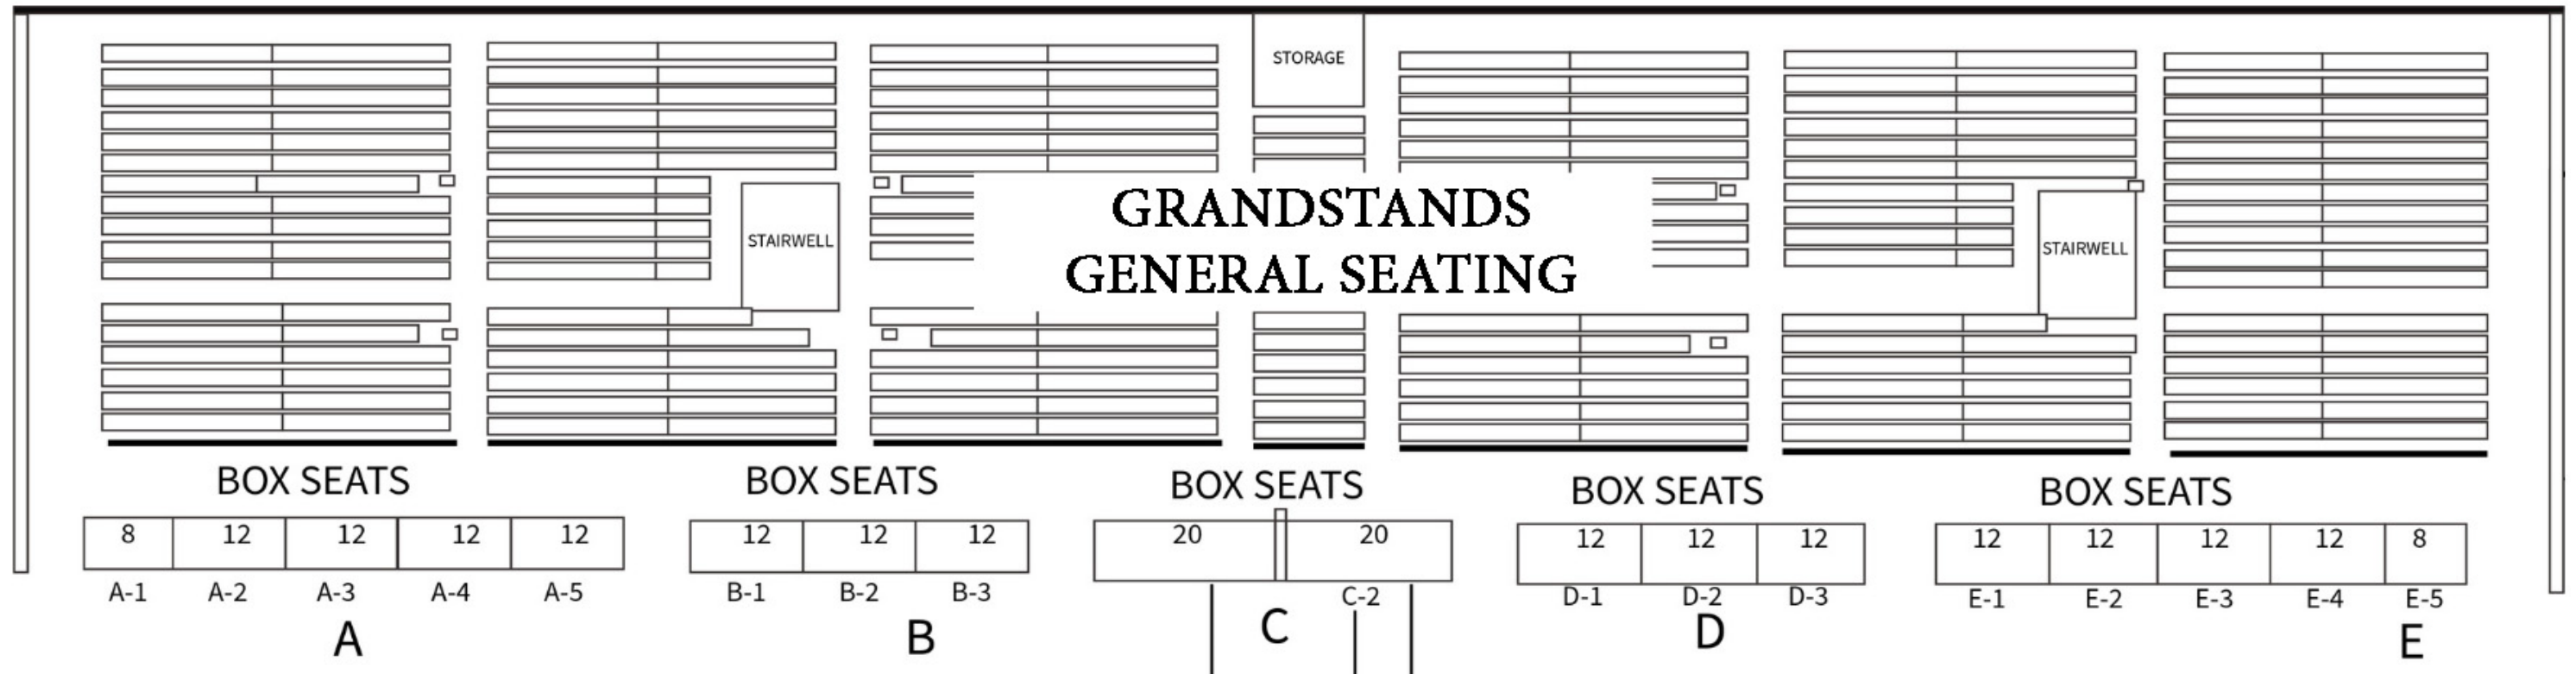 STORAGE
GRANDSTANDS
GENERAL SEATING
STAIRWELL
STAIRWELL
BOX SEATS
BOX SEATS
BOX SEATS
BOX SEATS
BOX SEATS
8 12 12 12 12
12 12 12
20 20
12 12 12
12 12 12 12 8
A-1 A-2 A-3 A-4 A-5
B-1 B-2 B-3
C-2
D-1 D-2 D-3
E-1 E-2 E-3 E-4 E-5
A
B
C
D
E